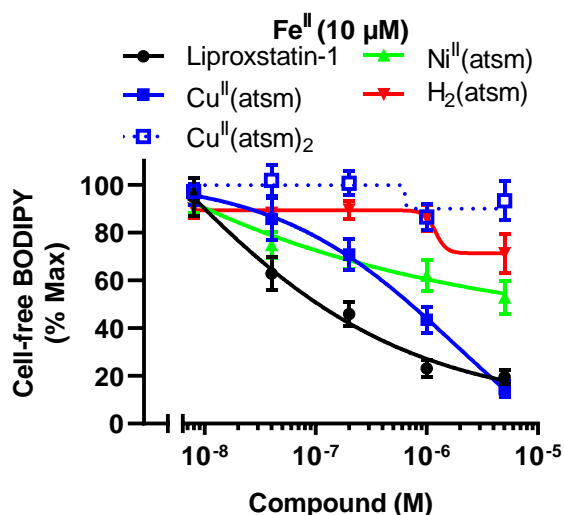 Fe^II (10 µM)
Liproxstatin-1
Ni^II(atsm)
Cu^II(atsm)
H₂(atsm)
Cu^II(atsm)₂
Cell-free BODIPY
(% Max)
100
80
60
40
20
0
10⁻⁸
10⁻⁷
10⁻⁶
10⁻⁵
Compound (M)